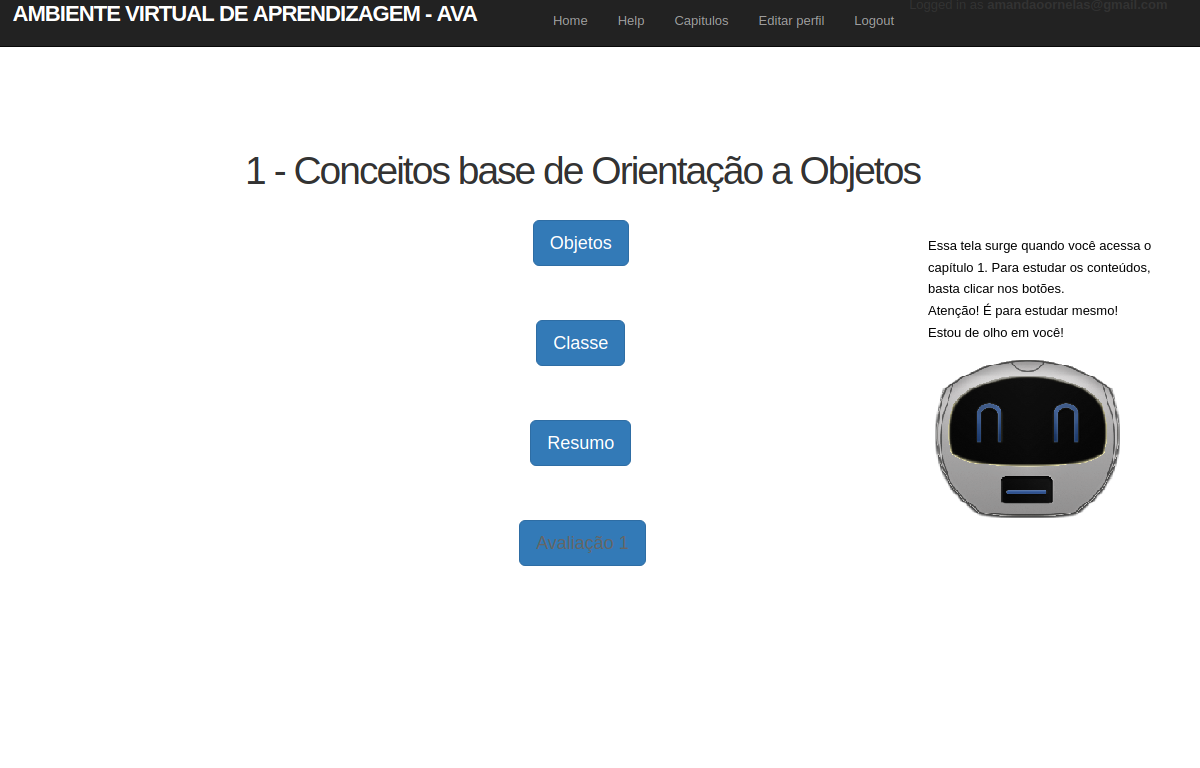 AMBIENTE VIRTUAL DE APRENDIZAGEM - AVA
Home Help Capitulos Editar perfil Logout
Logged in as amandaoornelas@gmail.com
1 - Conceitos base de Orientação a Objetos
Objetos
Classe
Resumo
Avaliação 1
Essa tela surge quando você acessa o
capítulo 1. Para estudar os conteúdos,
basta clicar nos botões.
Atenção! É para estudar mesmo!
Estou de olho em você!